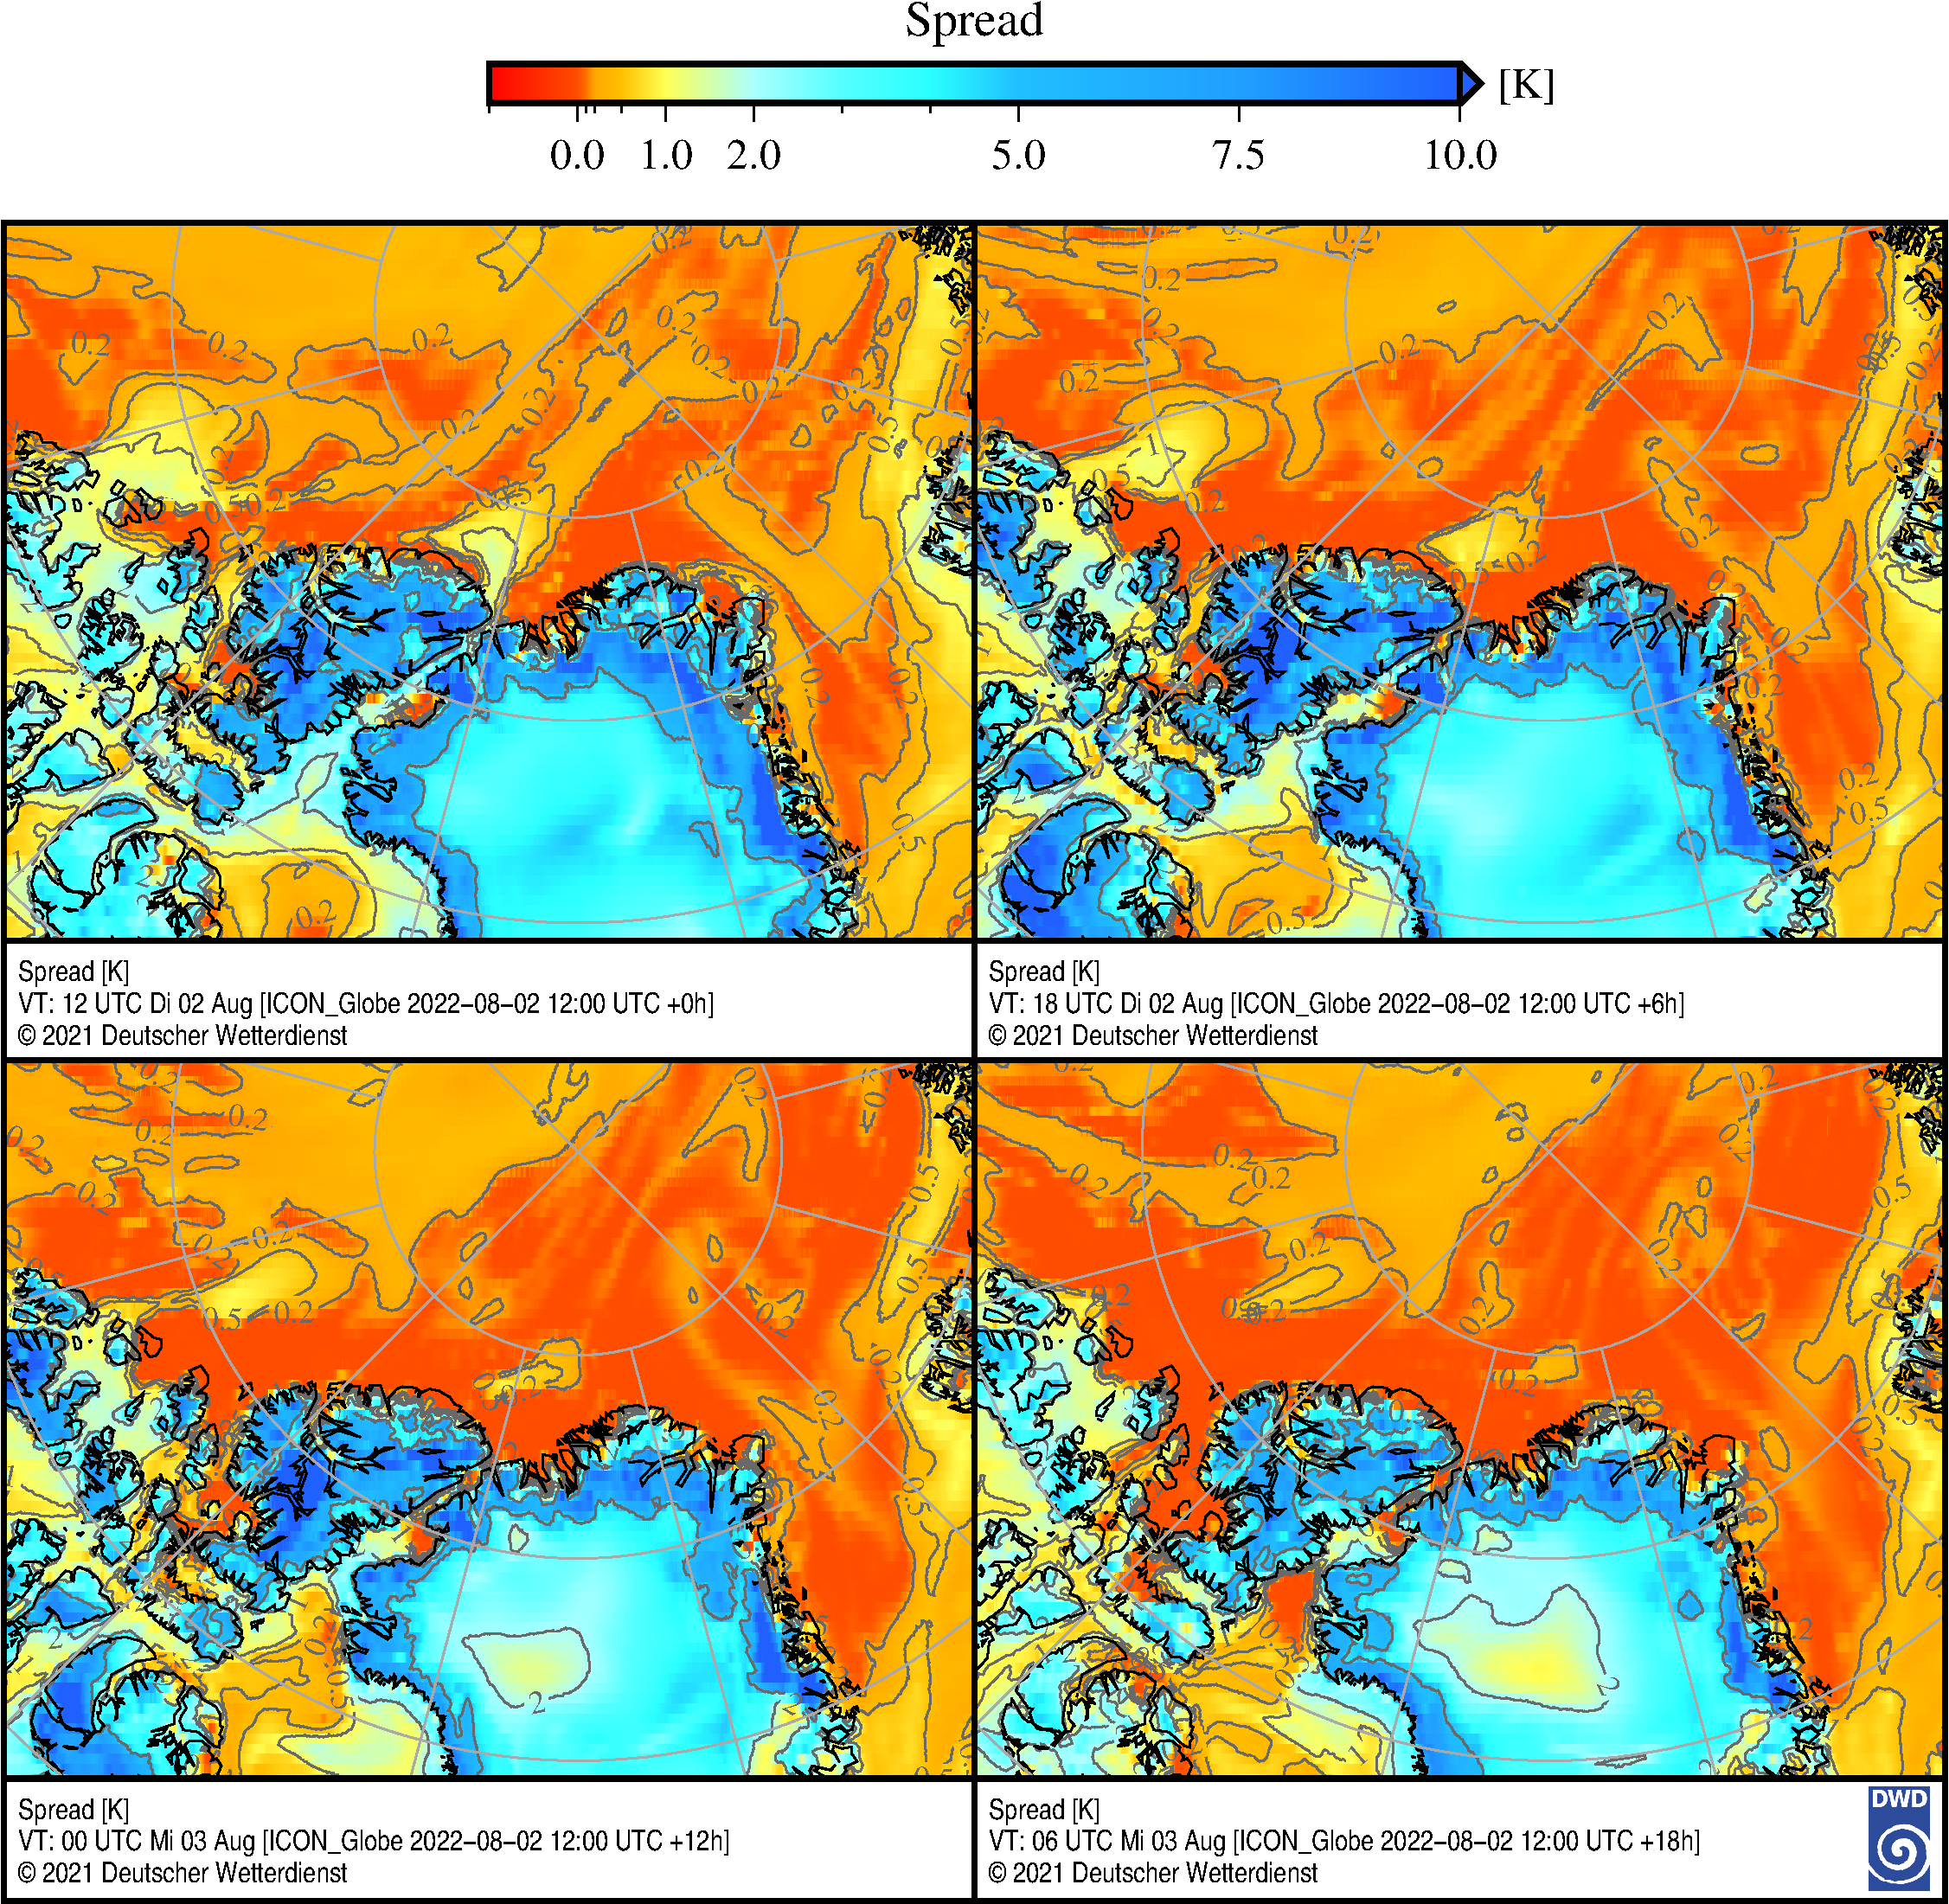 Spread
[K]
0.0 1.0 2.0 5.0 7.5 10.0
Spread [K]
VT: 12 UTC Di 02 Aug [ICON_Globe 2022−08−02 12:00 UTC +0h]
© 2021 Deutscher Wetterdienst
Spread [K]
VT: 18 UTC Di 02 Aug [ICON_Globe 2022−08−02 12:00 UTC +6h]
© 2021 Deutscher Wetterdienst
Spread [K]
VT: 00 UTC Mi 03 Aug [ICON_Globe 2022−08−02 12:00 UTC +12h]
© 2021 Deutscher Wetterdienst
Spread [K]
VT: 06 UTC Mi 03 Aug [ICON_Globe 2022−08−02 12:00 UTC +18h]
© 2021 Deutscher Wetterdienst
DWD